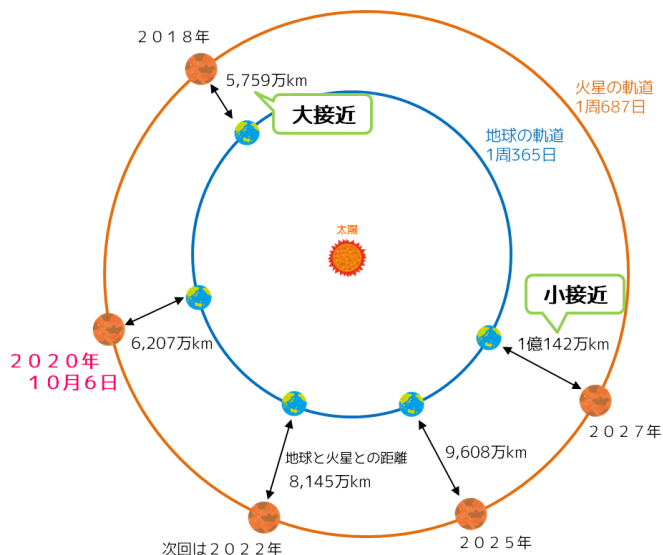 ２０１８年
5,759万km
大接近
火星の軌道
1周687日
地球の軌道
1周365日
太陽
小接近
1億142万km
6,207万km
２０２０年
１０月６日
２０２７年
9,608万km
地球と火星との距離
8,145万km
２０２５年
次回は２０２２年